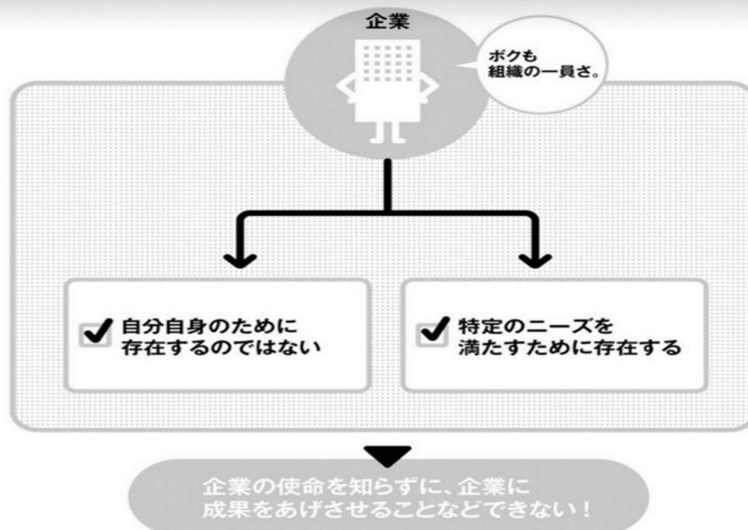 企業
ボクも
組織の一員さ。
自分自身のために
存在するのではない
特定のニーズを
満たすために存在する
企業の使命を知らずに、企業に
成果をあげさせることなどできない!